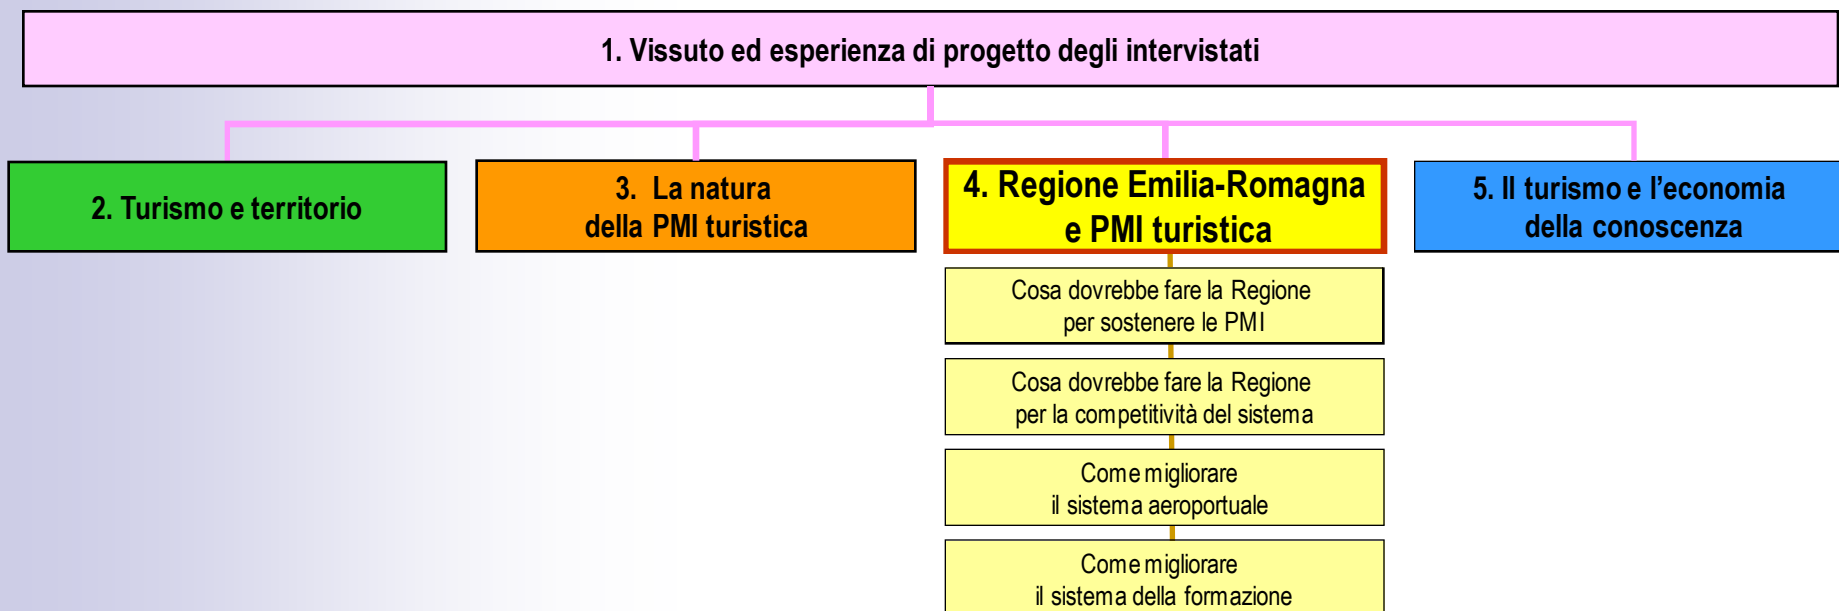 1. Vissuto ed esperienza di progetto degli intervistati
2. Turismo e territorio
3. La natura
della PMI turistica
4. Regione Emilia-Romagna
e PMI turistica
5. Il turismo e l’economia
della conoscenza
Cosa dovrebbe fare la Regione
per sostenere le PMI
Cosa dovrebbe fare la Regione
per la competitività del sistema
Come migliorare
il sistema aeroportuale
Come migliorare
il sistema della formazione